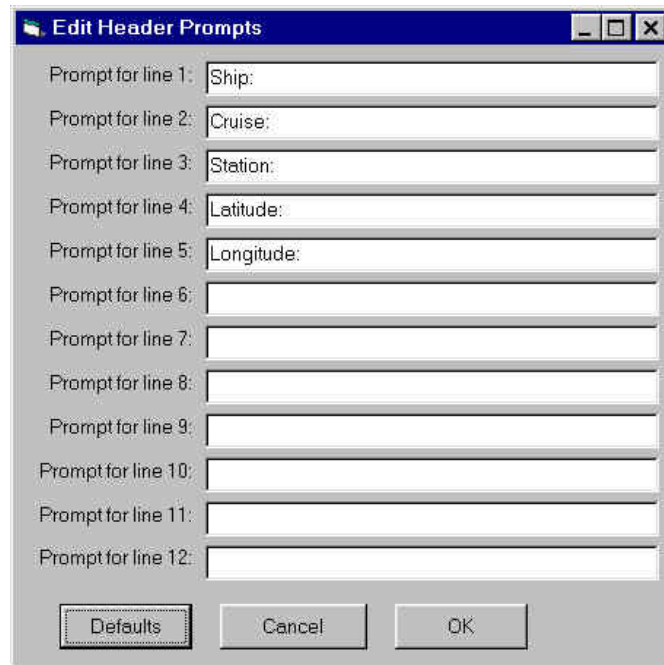 Edit Header Prompts
Prompt for line 1: Ship:
Prompt for line 2: Cruise:
Prompt for line 3: Station:
Prompt for line 4: Latitude:
Prompt for line 5: Longitude:
Prompt for line 6:
Prompt for line 7:
Prompt for line 8:
Prompt for line 9:
Prompt for line 10:
Prompt for line 11:
Prompt for line 12:
Defaults Cancel OK